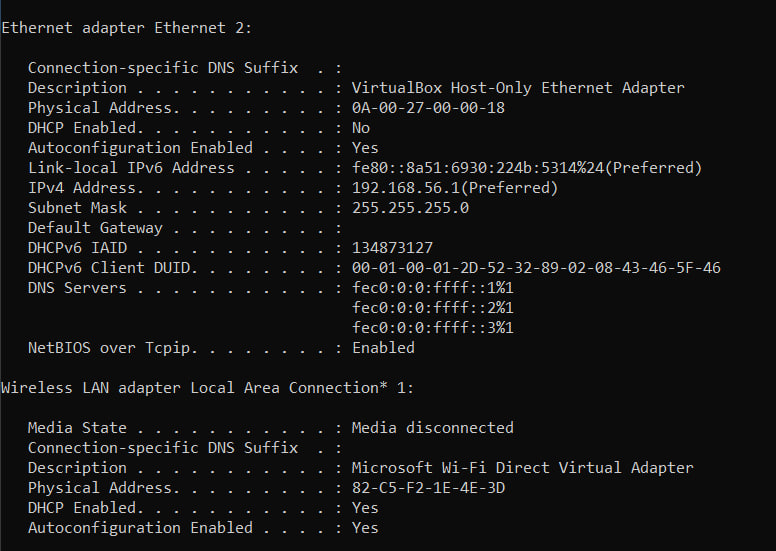 Ethernet adapter Ethernet 2:
Connection-specific DNS Suffix  . :
Description . . . . . . . . . . . : VirtualBox Host-Only Ethernet Adapter
Physical Address. . . . . . . . . : 0A-00-27-00-00-18
DHCP Enabled. . . . . . . . . . . : No
Autoconfiguration Enabled . . . . : Yes
Link-local IPv6 Address . . . . . : fe80::8a51:6930:224b:5314%24(Preferred)
IPv4 Address. . . . . . . . . . . : 192.168.56.1(Preferred)
Subnet Mask . . . . . . . . . . . : 255.255.255.0
Default Gateway . . . . . . . . . :
DHCPv6 IAID . . . . . . . . . . . : 134873127
DHCPv6 Client DUID. . . . . . . . : 00-01-00-01-2D-52-32-89-02-08-43-46-5F-46
DNS Servers . . . . . . . . . . . : fec0:0:0:ffff::1%1
fec0:0:0:ffff::2%1
fec0:0:0:ffff::3%1
NetBIOS over Tcpip. . . . . . . . : Enabled
Wireless LAN adapter Local Area Connection* 1:
Media State . . . . . . . . . . . : Media disconnected
Connection-specific DNS Suffix  . :
Description . . . . . . . . . . . : Microsoft Wi-Fi Direct Virtual Adapter
Physical Address. . . . . . . . . : 82-C5-F2-1E-4E-3D
DHCP Enabled. . . . . . . . . . . : Yes
Autoconfiguration Enabled . . . . : Yes